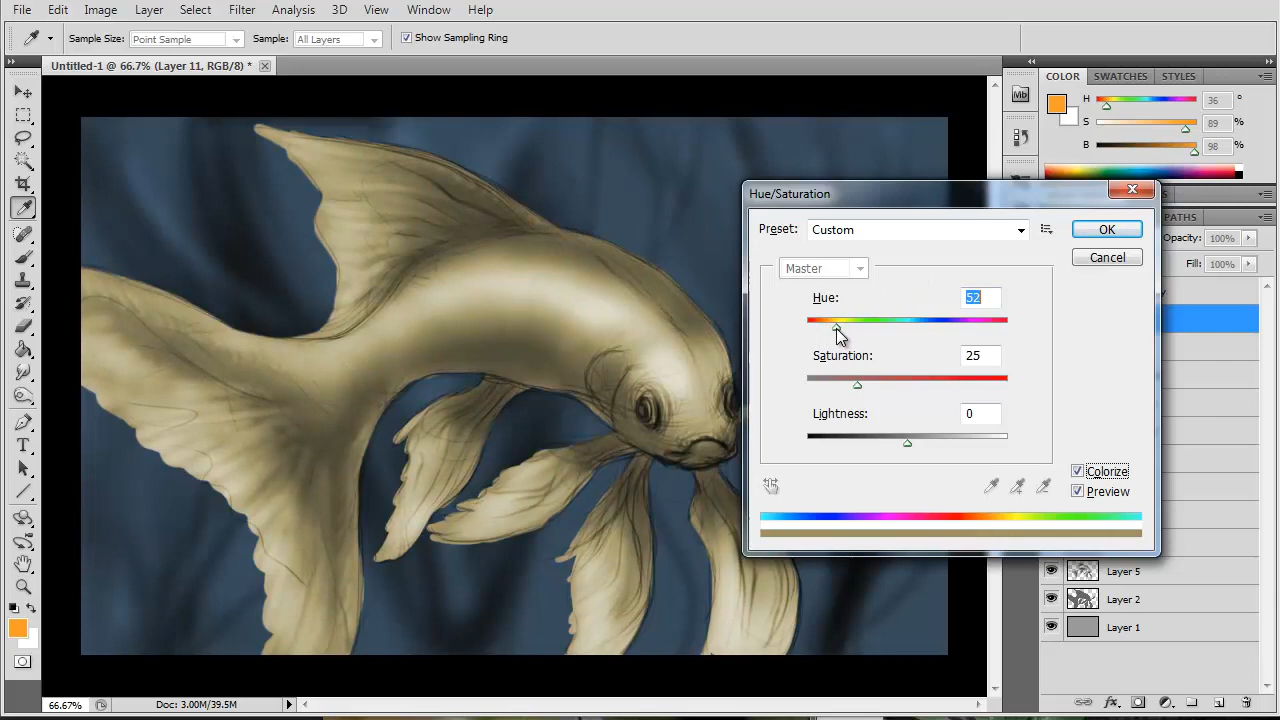 File Edit Image Layer Select Filter Analysis 3D View Window Help
Sample Size: Point Sample Sample: All Layers Show Sampling Ring
Untitled-1 @ 66.7% (Layer 11, RGB/8) *
COLOR SWATCHES STYLES
Mb
H 36 °
S 89 %
B 98 %
Hue/Saturation
PATHS
Preset: Custom OK
Opacity: 100%
Cancel
Fill: 100%
Master
Hue: 52
Saturation: 25
Lightness: 0
Colorize
Preview
Layer 5
Layer 2
Layer 1
66.67% Doc: 3.00M/39.5M